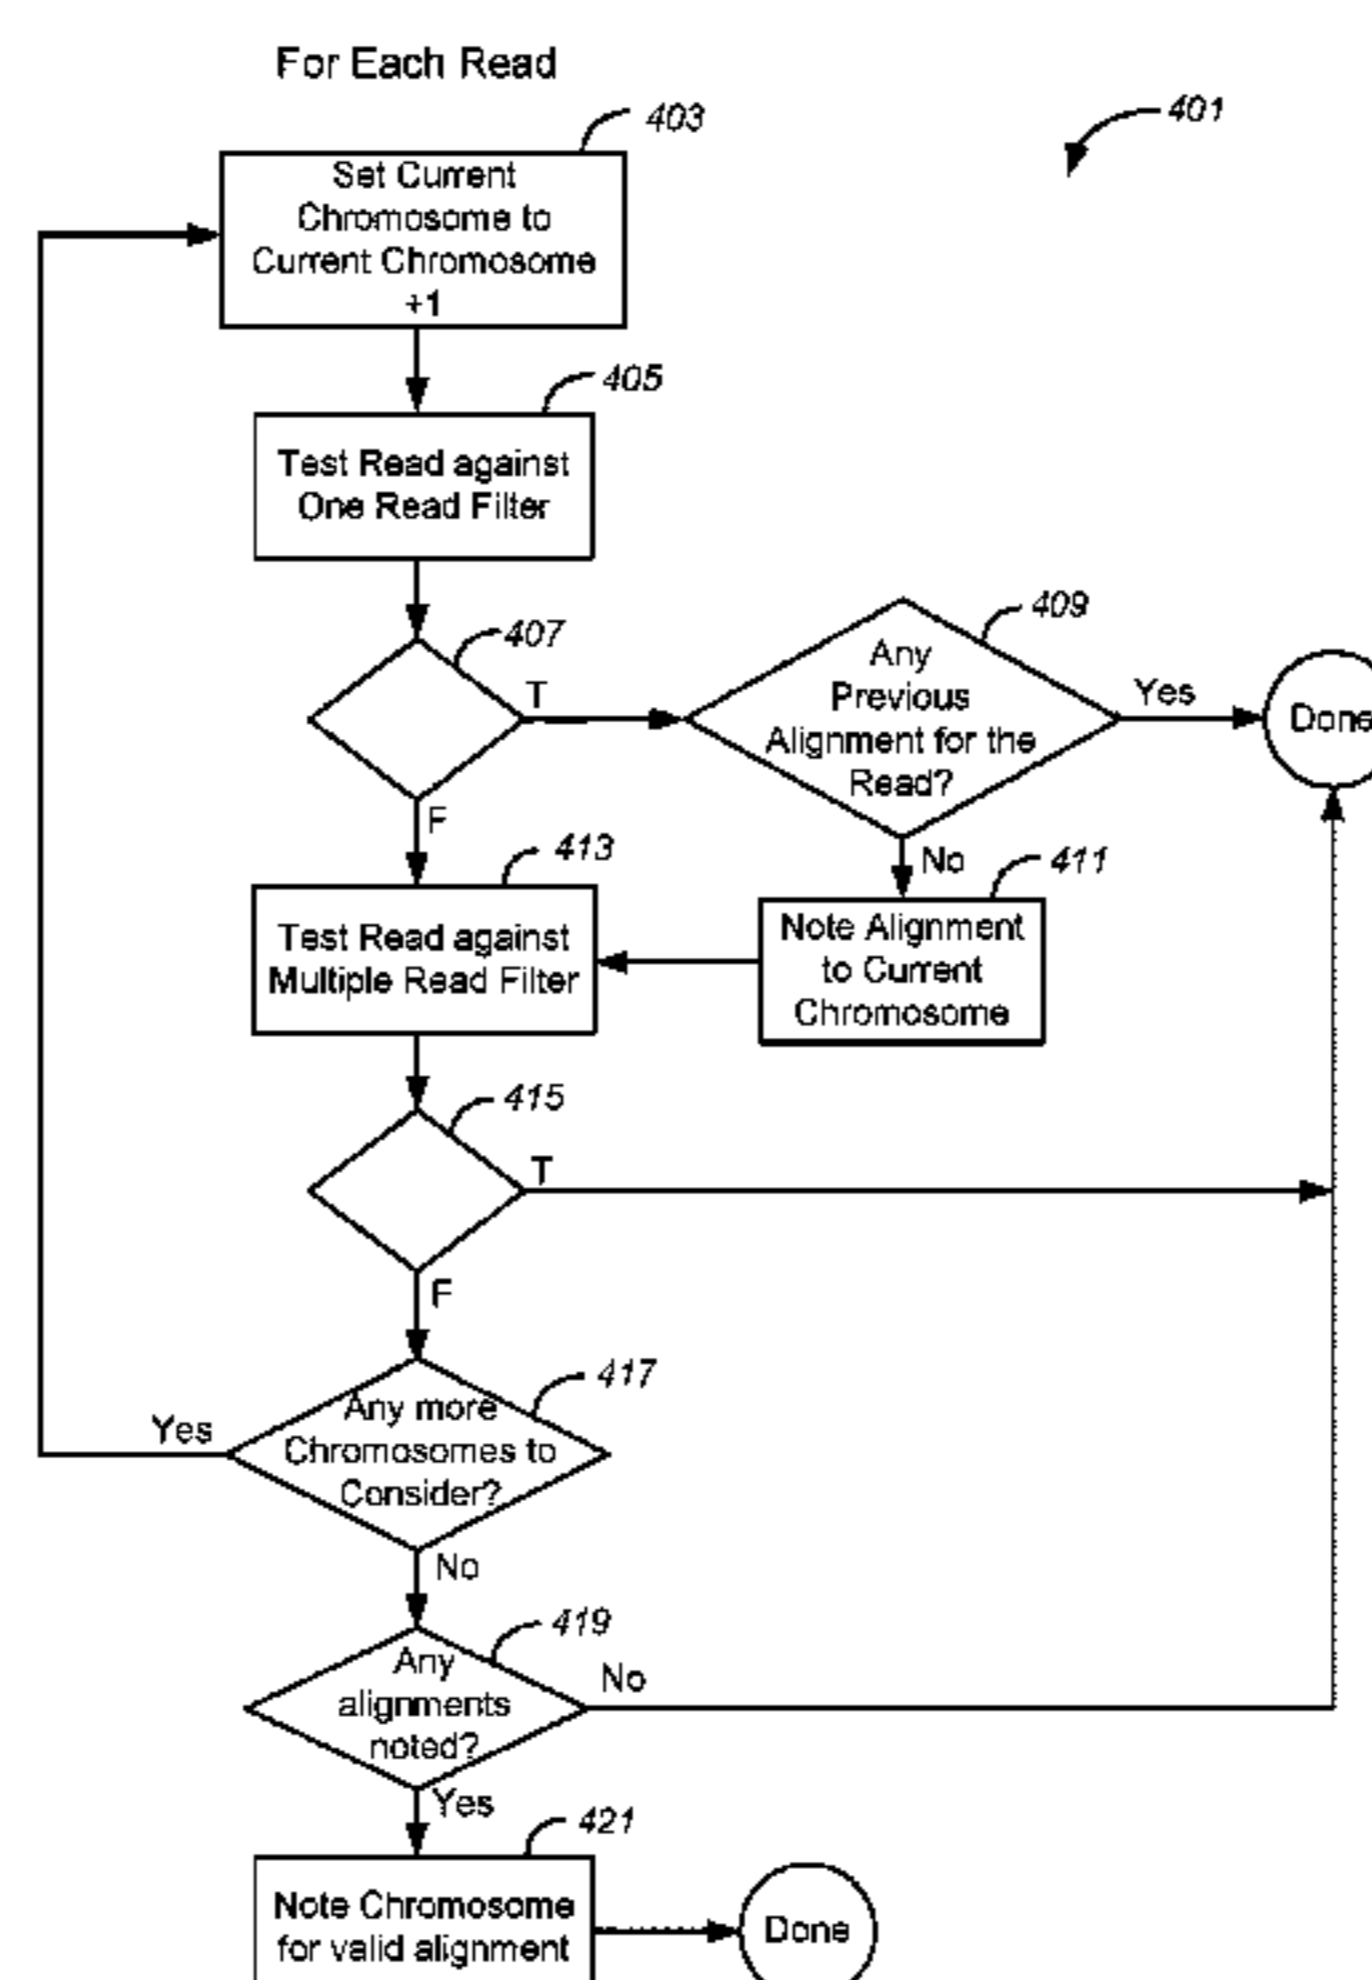 For Each Read
403
401
Set Current
Chromosome to
Current Chromosome
+1
405
Test Read against
One Read Filter
407
T
F
409
Any
Previous
Alignment for the
Read?
Yes
Done
No
411
Note Alignment
to Current
Chromosome
413
Test Read against
Multiple Read Filter
415
T
F
417
Any more
Chromosomes to
Consider?
Yes
No
419
Any
alignments
noted?
No
Yes
421
Note Chromosome
for valid alignment
Done